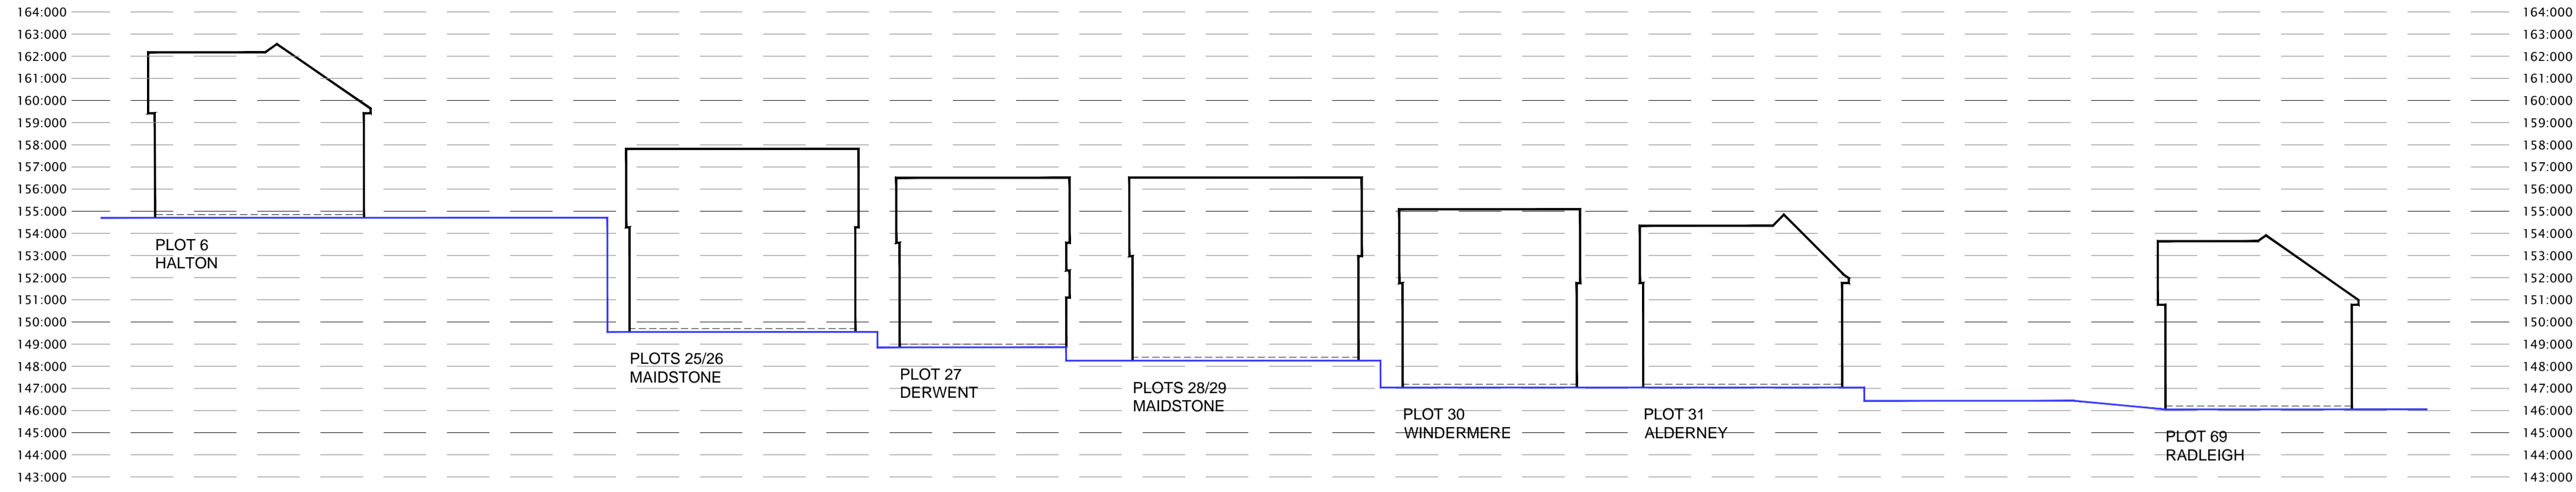 164:000 164:000
163:000 163:000
162:000 162:000
161:000 161:000
160:000 160:000
159:000 159:000
158:000 158:000
157:000 157:000
156:000 156:000
155:000 155:000
154:000 154:000
153:000 153:000
152:000 152:000
151:000 151:000
150:000 150:000
149:000 149:000
148:000 148:000
147:000 147:000
146:000 146:000
145:000 145:000
144:000 144:000
143:000 143:000
PLOT 6
HALTON
PLOTS 25/26
MAIDSTONE
PLOT 27
DERWENT
PLOTS 28/29
MAIDSTONE
PLOT 30
WINDERMERE
PLOT 31
ALDERNEY
PLOT 69
RADLEIGH